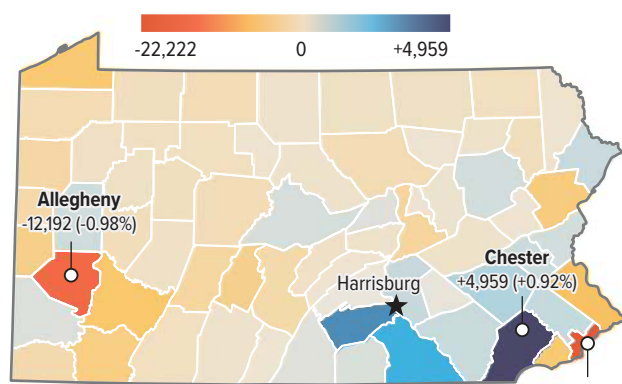 -22,222 0 +4,959
Allegheny
-12,192 (-0.98%)
Chester
+4,959 (+0.92%)
Harrisburg